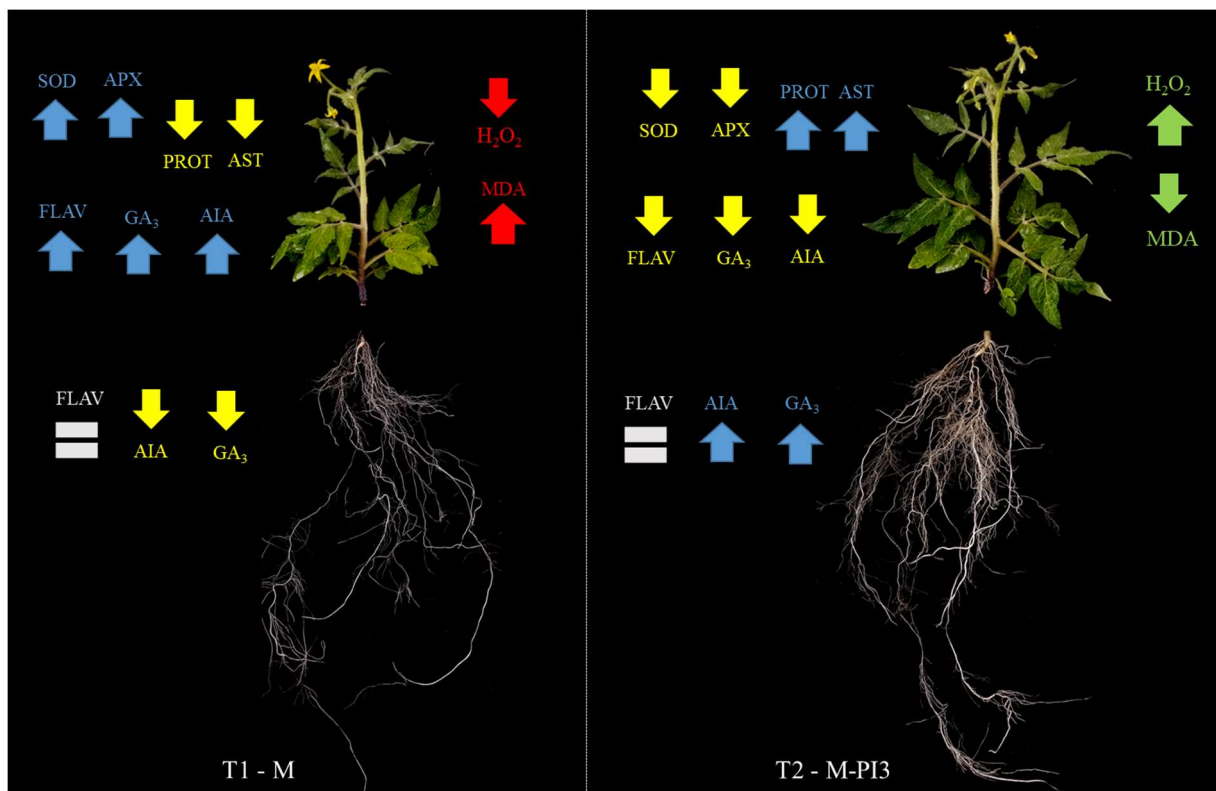 SOD APX
PROT AST
H₂O₂
MDA
FLAV GA₃ AIA
FLAV
AIA GA₃
T1 - M
SOD APX
PROT AST
H₂O₂
MDA
FLAV GA₃ AIA
FLAV AIA GA₃
T2 - M-PI3